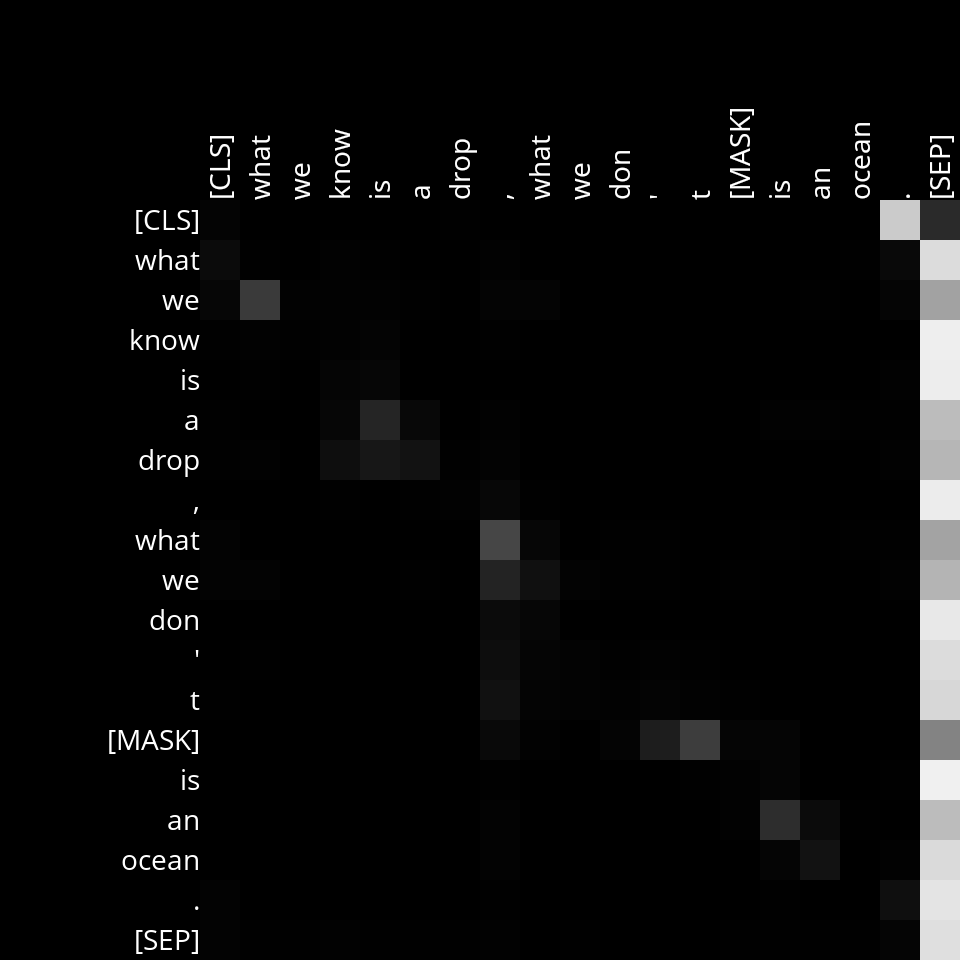 [CLS] what we know is a drop , what we don ' t [MASK] is an ocean . [SEP]
[CLS]
what
we
know
is
a
drop
,
what
we
don
'
t
[MASK]
is
an
ocean
.
[SEP]